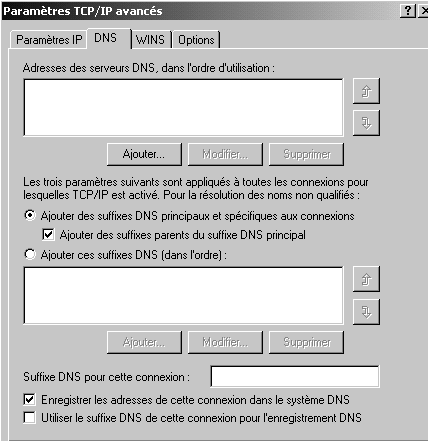 Paramètres TCP/IP avancés
Paramètres IP DNS WINS Options
Adresses des serveurs DNS, dans l'ordre d'utilisation :
Ajouter... Modifier... Supprimer
Les trois paramètres suivants sont appliqués à toutes les connexions pour
lesquelles TCP/IP est activé. Pour la résolution des noms non qualifiés :
Ajouter des suffixes DNS principaux et spécifiques aux connexions
Ajouter des suffixes parents du suffixe DNS principal
Ajouter ces suffixes DNS (dans l'ordre) :
Ajouter... Modifier... Supprimer
Suffixe DNS pour cette connexion :
Enregistrer les adresses de cette connexion dans le système DNS
Utiliser le suffixe DNS de cette connexion pour l'enregistrement DNS